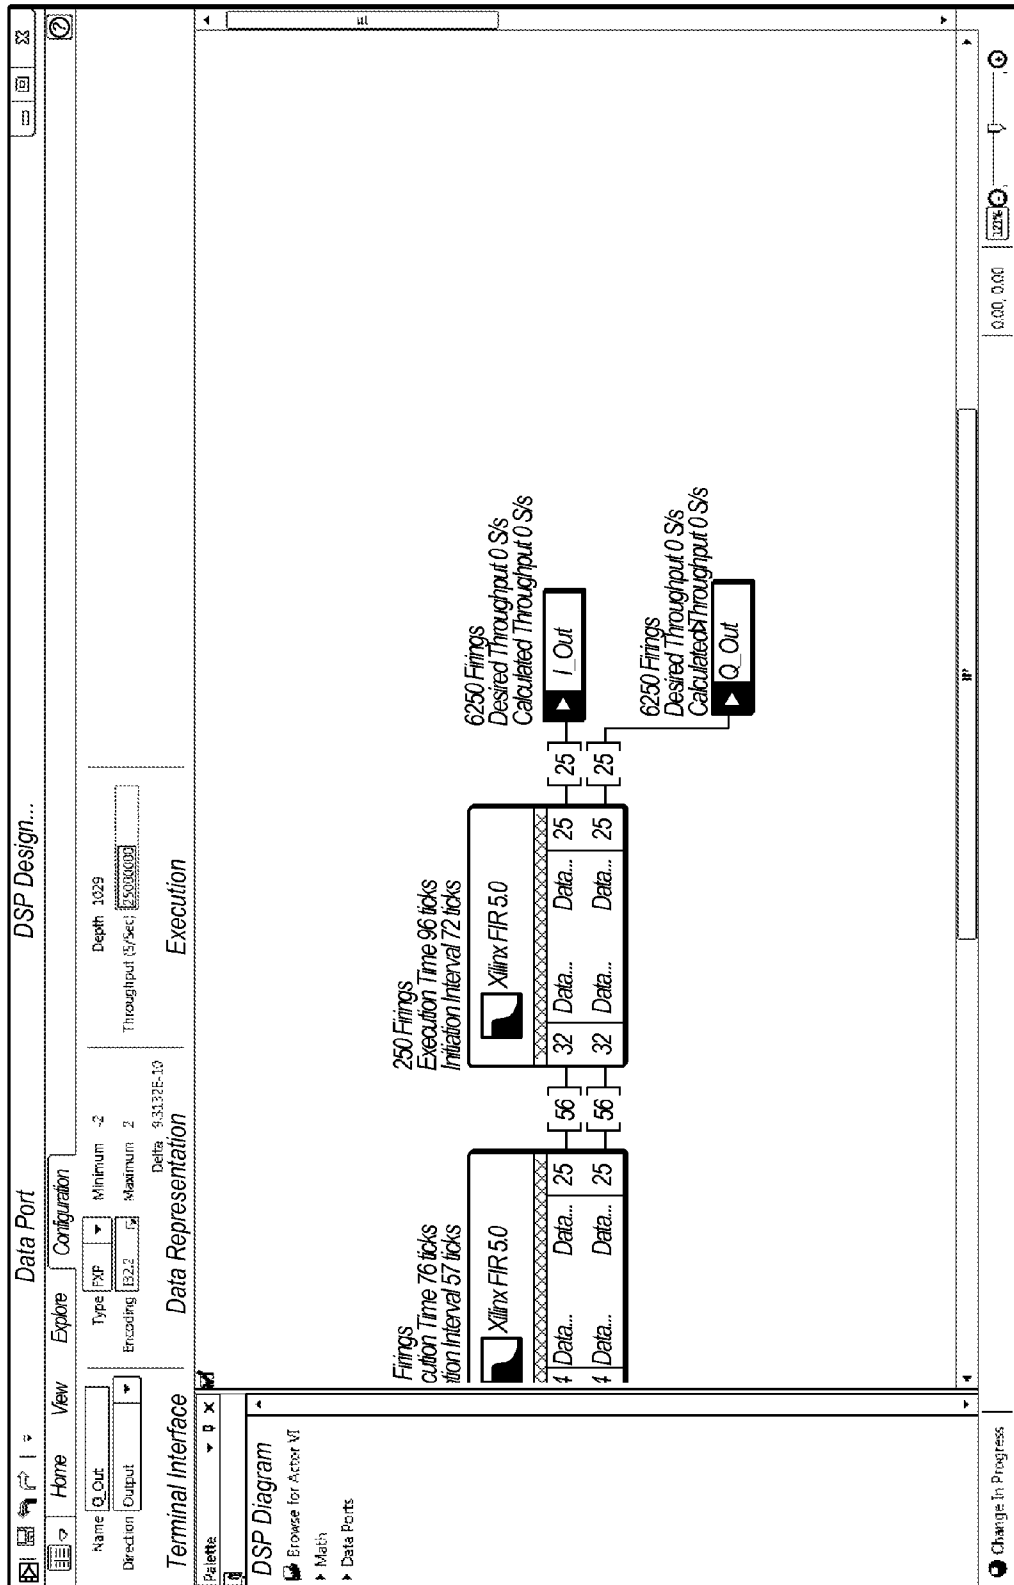 DSP Design...
Data Port
Home View Explore Configuration
Name Q_Out
Direction Output
Terminal Interface
Type FXP
Encoding I32.2
Minimum -2
Maximum 2
Delta 9.3132E-10
Data Representation
Depth 1029
Throughput (S/Sec) 25000000
Execution
Palette
DSP Diagram
Browse for Actor VI
Math
Data Ports
Firings
cution Time 76 ticks
tion Interval 57 ticks
Xilinx FIR 5.0
4 Data... Data... 25
4 Data... Data... 25
[56]
[56]
250 Firings
Execution Time 96 ticks
Initiation Interval 72 ticks
Xilinx FIR 5.0
32 Data... Data... 25
32 Data... Data... 25
[25]
[25]
6250 Firings
Desired Throughput 0 S/s
Calculated Throughput 0 S/s
I_Out
6250 Firings
Desired Throughput 0 S/s
Calculated Throughput 0 S/s
Q_Out
Change In Progress
0.00, 0.00